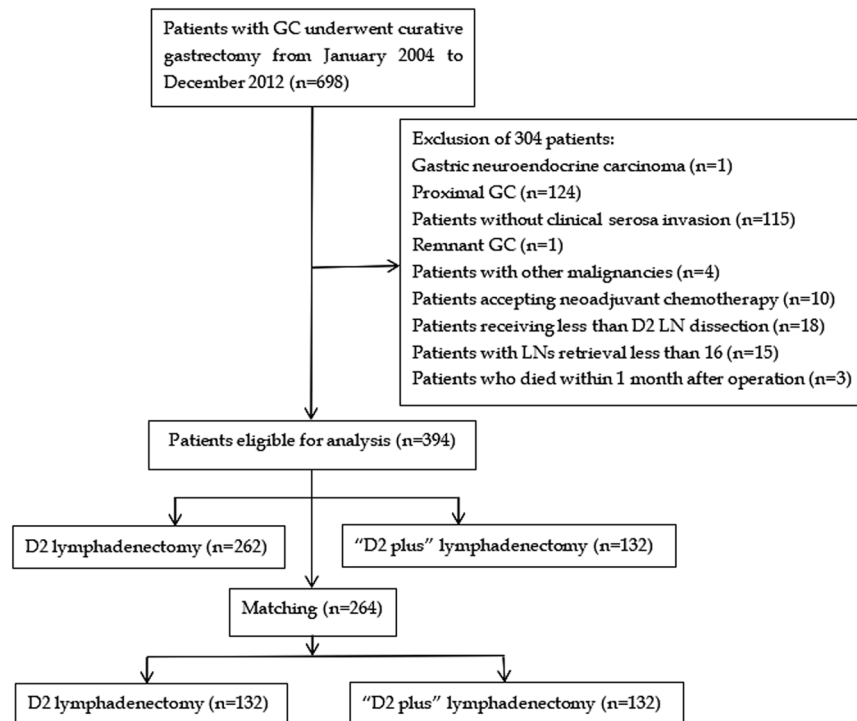 Patients with GC underwent curative
gastrectomy from January 2004 to
December 2012 (n=698)
Exclusion of 304 patients:
Gastric neuroendocrine carcinoma (n=1)
Proximal GC (n=124)
Patients without clinical serosa invasion (n=115)
Remnant GC (n=1)
Patients with other malignancies (n=4)
Patients accepting neoadjuvant chemotherapy (n=10)
Patients receiving less than D2 LN dissection (n=18)
Patients with LNs retrieval less than 16 (n=15)
Patients who died within 1 month after operation (n=3)
Patients eligible for analysis (n=394)
D2 lymphadenectomy (n=262)
“D2 plus” lymphadenectomy (n=132)
Matching (n=264)
D2 lymphadenectomy (n=132)
“D2 plus” lymphadenectomy (n=132)